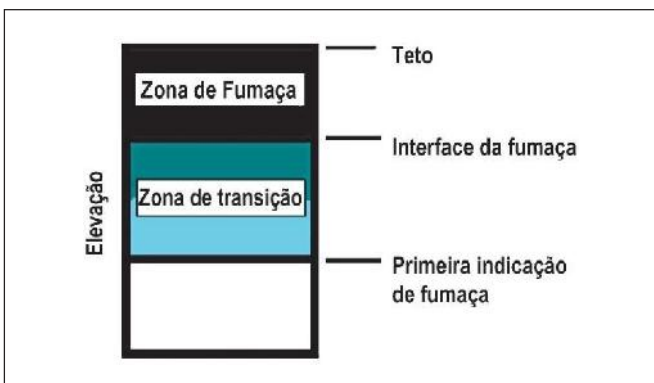 Teto
Zona de Fumaça
Interface da fumaça
Zona de transição
Elevação
Primeira indicação
de fumaça